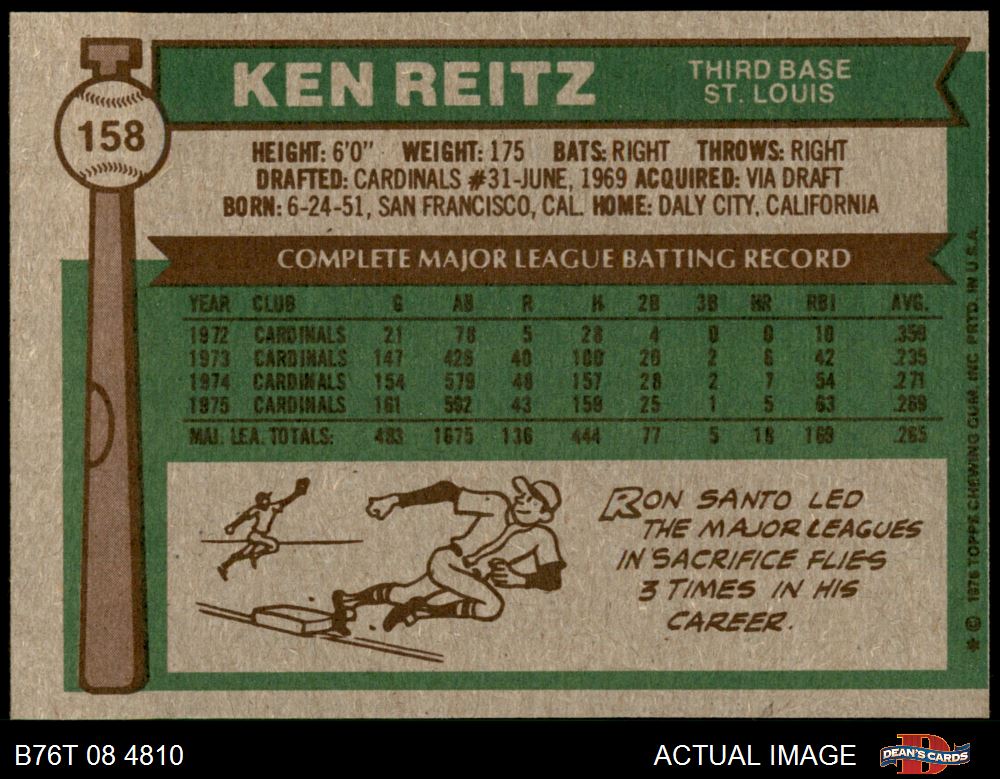 158
KEN REITZ
THIRD BASE
ST. LOUIS
HEIGHT: 6'0" WEIGHT: 175 BATS: RIGHT THROWS: RIGHT
DRAFTED: CARDINALS #31-JUNE, 1969 ACQUIRED: VIA DRAFT
BORN: 6-24-51, SAN FRANCISCO, CAL. HOME: DALY CITY, CALIFORNIA
COMPLETE MAJOR LEAGUE BATTING RECORD
YEAR CLUB G AB R H 2B 3B HR RBI AVG.
1972 CARDINALS 21 78 5 28 4 0 0 10 .359
1973 CARDINALS 147 426 40 100 20 2 6 42 .235
1974 CARDINALS 154 579 48 157 28 2 7 54 .271
1975 CARDINALS 161 592 43 159 25 1 5 63 .269
MAJ. LEA. TOTALS: 483 1675 136 444 77 5 18 169 .265
RON SANTO LED
THE MAJOR LEAGUES
IN SACRIFICE FLIES
3 TIMES IN HIS
CAREER.
* © 1976 TOPPS CHEWING GUM, INC. PRTD. IN U.S.A.
B76T 08 4810
ACTUAL IMAGE
DEAN'S CARDS